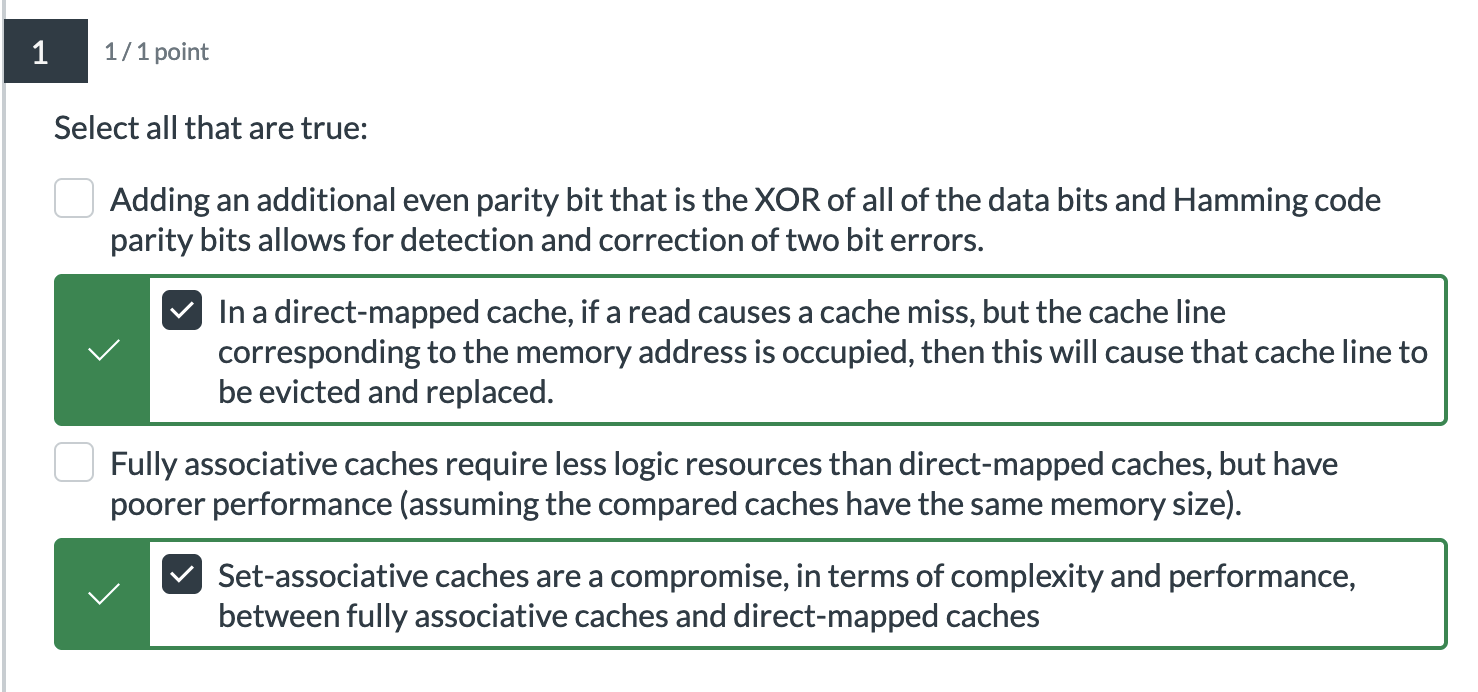 1
1 / 1 point
Select all that are true:
Adding an additional even parity bit that is the XOR of all of the data bits and Hamming code
parity bits allows for detection and correction of two bit errors.
In a direct-mapped cache, if a read causes a cache miss, but the cache line
corresponding to the memory address is occupied, then this will cause that cache line to
be evicted and replaced.
Fully associative caches require less logic resources than direct-mapped caches, but have
poorer performance (assuming the compared caches have the same memory size).
Set-associative caches are a compromise, in terms of complexity and performance,
between fully associative caches and direct-mapped caches